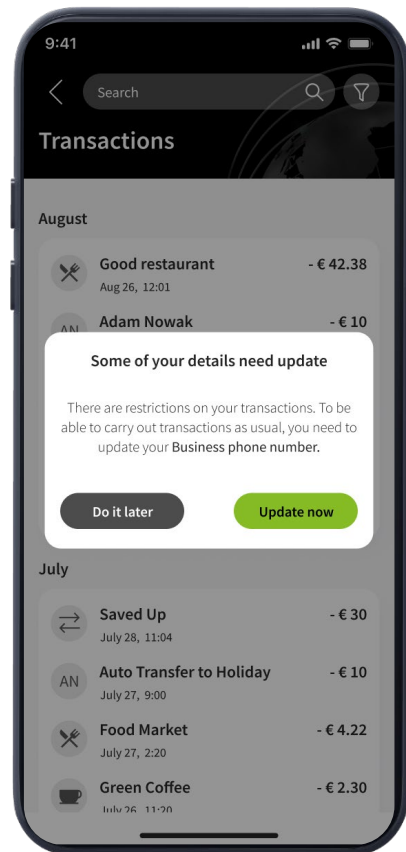 9:41
Search
Transactions
August
Good restaurant - € 42.38
Aug 26, 12:01
Adam Nowak - € 10
AN
Some of your details need update
There are restrictions on your transactions. To be
able to carry out transactions as usual, you need to
update your Business phone number.
Do it later Update now
July
Saved Up - € 30
July 28, 11:04
AN Auto Transfer to Holiday - € 10
July 27, 9:00
Food Market - € 4.22
July 27, 2:20
Green Coffee - € 2.30
July 26, 11:20